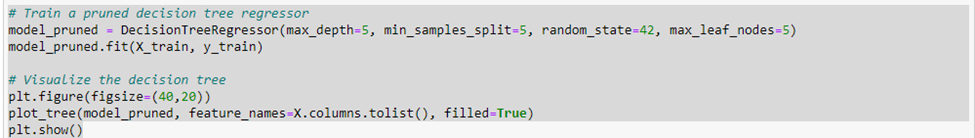 # Train a pruned decision tree regressor
model_pruned = DecisionTreeRegressor(max_depth=5, min_samples_split=5, random_state=42, max_leaf_nodes=5)
model_pruned.fit(X_train, y_train)
# Visualize the decision tree
plt.figure(figsize=(40,20))
plot_tree(model_pruned, feature_names=X.columns.tolist(), filled=True)
plt.show()